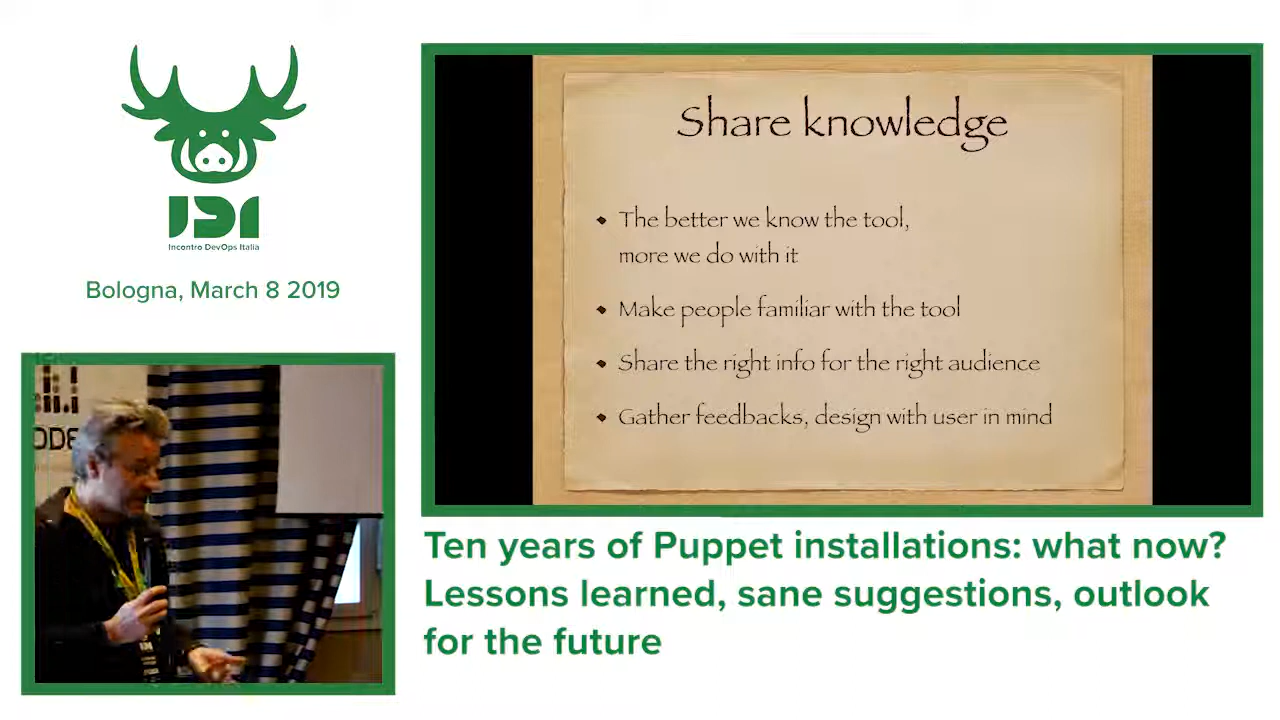 IDI
Incontro DevOps Italia
Bologna, March 8 2019
Share knowledge
The better we know the tool,
more we do with it
Make people familiar with the tool
Share the right info for the right audience
Gather feedbacks, design with user in mind
Ten years of Puppet installations: what now?
Lessons learned, sane suggestions, outlook
for the future